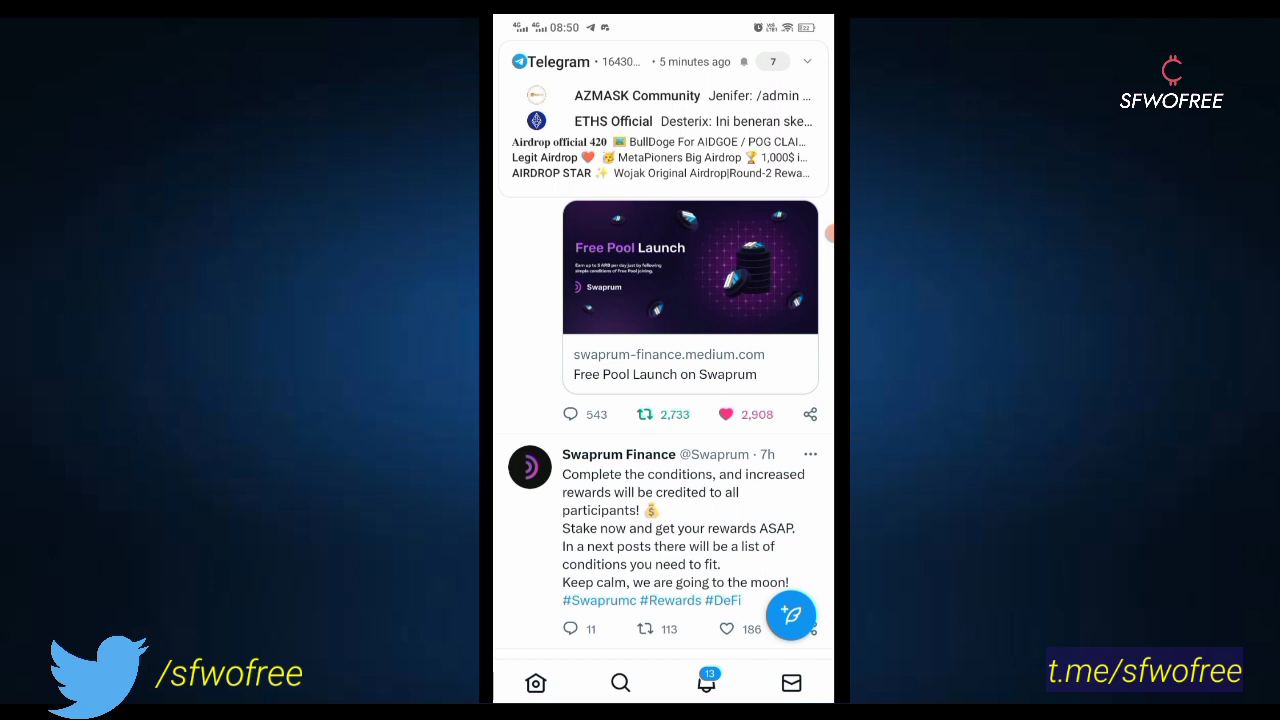 4G 4G 08:50
22
Telegram • 16430... • 5 minutes ago 7
AZMASK Community Jenifer: /admin ...
ETHS Official Desterix: Ini beneran ske...
Airdrop official 420 🖼️ BullDoge For AIDGOE / POG CLAI...
Legit Airdrop ❤️ 🥳 MetaPioners Big Airdrop 🏆 1,000$ i...
AIRDROP STAR ✨ Wojak Original Airdrop|Round-2 Rewa...
Free Pool Launch
Earn up to 3 ARB per day just by following
simple conditions of Free Pool joining.
Swaprum
swaprum-finance.medium.com
Free Pool Launch on Swaprum
543 2,733 2,908
Swaprum Finance @Swaprum · 7h
Complete the conditions, and increased
rewards will be credited to all
participants! 💰
Stake now and get your rewards ASAP.
In a next posts there will be a list of
conditions you need to fit.
Keep calm, we are going to the moon!
#Swaprumc #Rewards #DeFi
11 113 186
13
SFWOFREE
/sfwofree
t.me/sfwofree